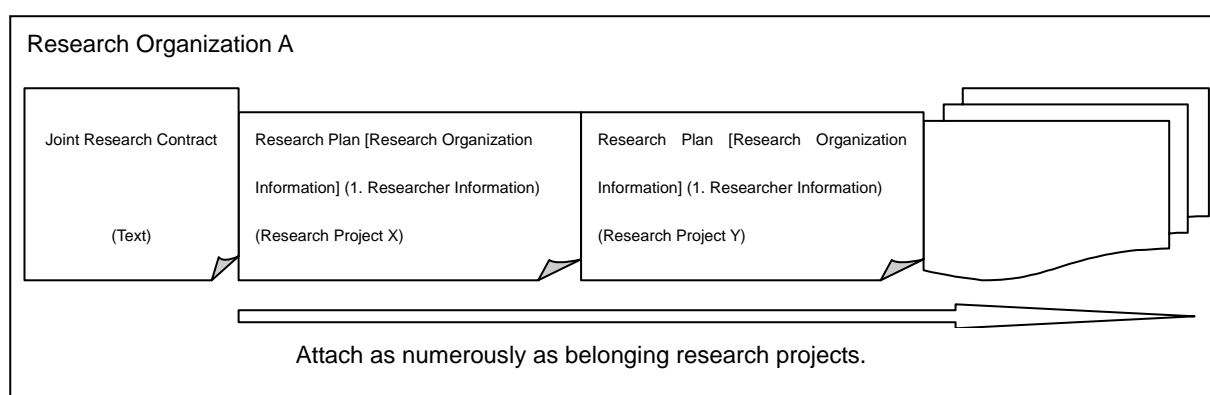 Research Organization A
Joint Research Contract
(Text)
Research Plan [Research Organization
Information] (1. Researcher Information)
(Research Project X)
Research Plan [Research Organization
Information] (1. Researcher Information)
(Research Project Y)
Attach as numerously as belonging research projects.